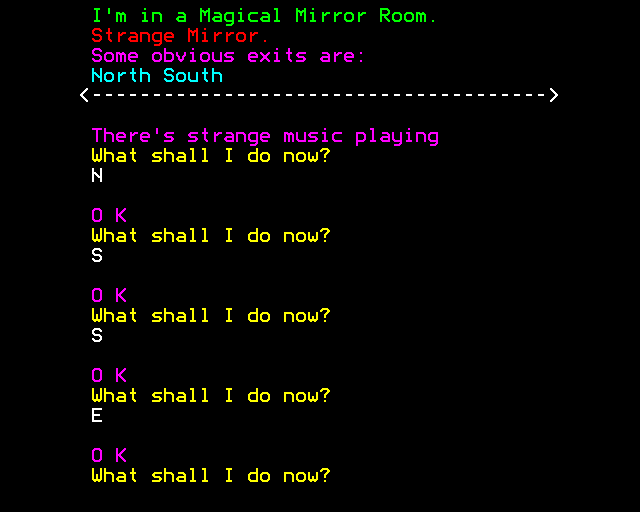 I'm in a Magical Mirror Room.
Strange Mirror.
Some obvious exits are:
North South
<-------------------------------------->
There's strange music playing
What shall I do now?
N
O K
What shall I do now?
S
O K
What shall I do now?
S
O K
What shall I do now?
E
O K
What shall I do now?